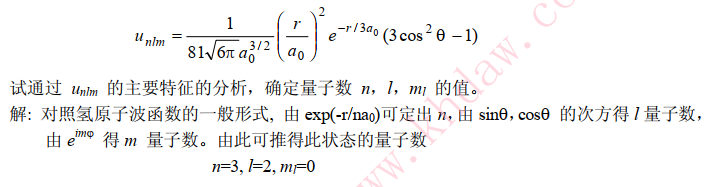 u_{nlm} = \frac{1}{81\sqrt{6\pi} a_0^{3/2}} \left( \frac{r}{a_0} \right)^2 e^{-r/3a_0} (3\cos^2 θ - 1)
试通过 u_{nlm} 的主要特征的分析，确定量子数 n，l，m_l 的值。
解: 对照氢原子波函数的一般形式, 由 exp(-r/na_0)可定出 n, 由 sinθ, cosθ 的次方得 l 量子数，
由 e^{imφ} 得 m 量子数。由此可推得此状态的量子数
n=3, l=2, m_l=0